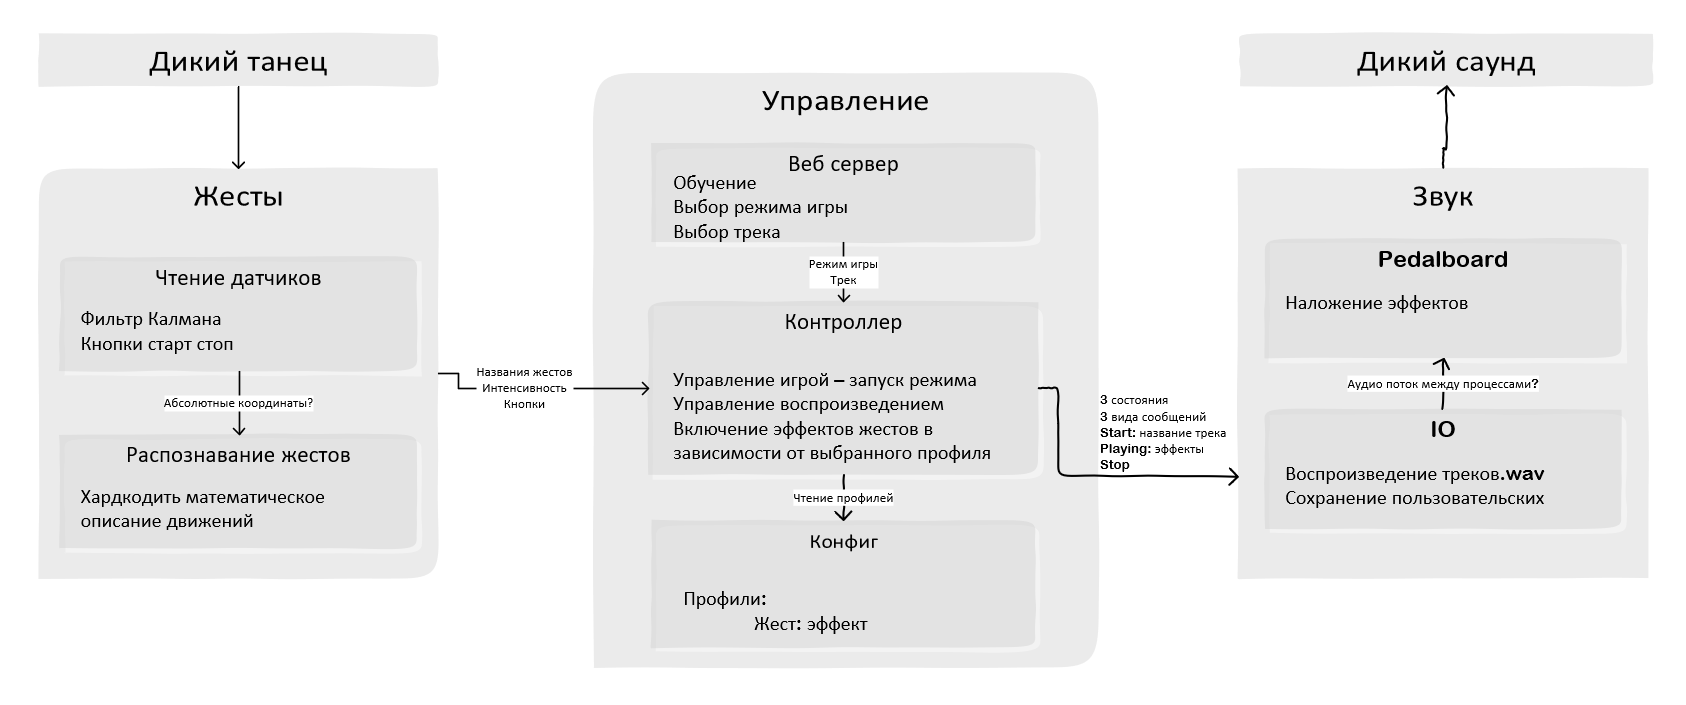 Дикий танец
Жесты
Чтение датчиков
Фильтр Калмана
Кнопки старт стоп
Абсолютные координаты?
Распознавание жестов
Хардкодить математическое
описание движений
Названия жестов
Интенсивность
Кнопки
Управление
Веб сервер
Обучение
Выбор режима игры
Выбор трека
Режим игры
Трек
Контроллер
Управление игрой – запуск режима
Управление воспроизведением
Включение эффектов жестов в
зависимости от выбранного профиля
Чтение профилей
Конфиг
Профили:
Жест: эффект
3 состояния
3 вида сообщений
Start: название трека
Playing: эффекты
Stop
Дикий саунд
Звук
Pedalboard
Наложение эффектов
Аудио поток между процессами?
IO
Воспроизведение треков.wav
Сохранение пользовательских